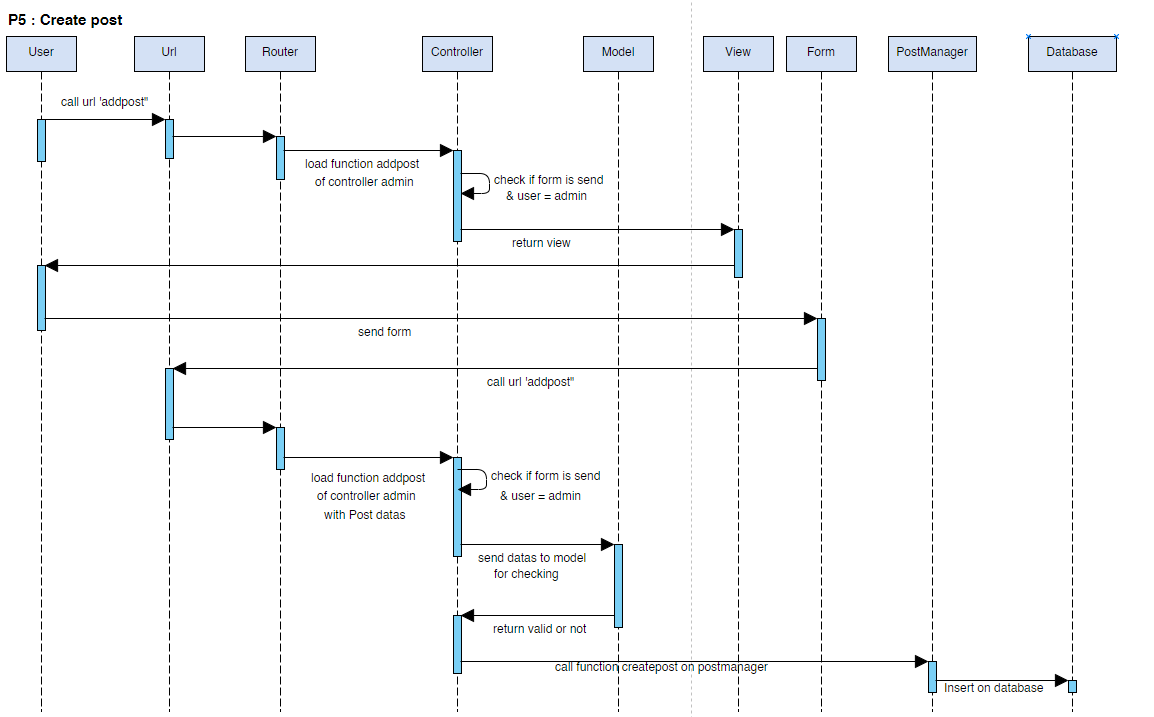 P5 : Create post
User
Url
Router
Controller
Model
View
Form
PostManager
Database
call url 'addpost"
load function addpost
of controller admin
check if form is send
& user = admin
return view
send form
call url 'addpost"
load function addpost
of controller admin
with Post datas
check if form is send
& user = admin
send datas to model
for checking
return valid or not
call function createpost on postmanager
Insert on database